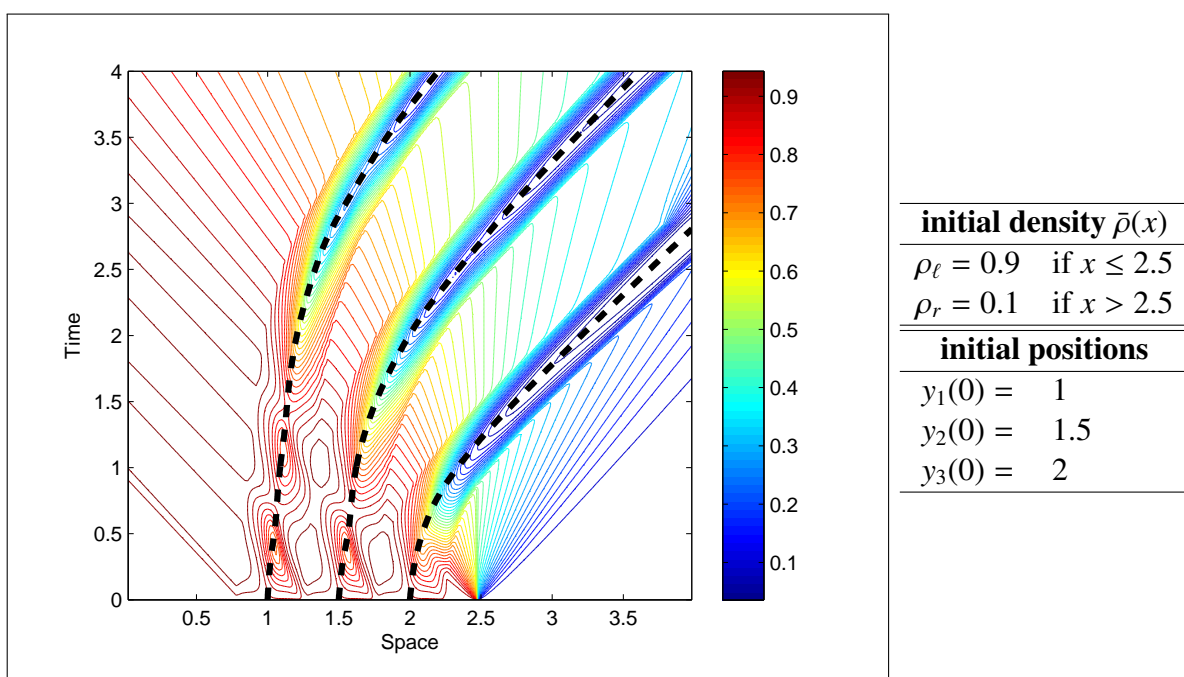 4
3.5
3
2.5
2
1.5
1
0.5
0
Time
0.5 1 1.5 2 2.5 3 3.5
Space
0.9
0.8
0.7
0.6
0.5
0.4
0.3
0.2
0.1
initial density ρ̄(x)
ρℓ = 0.9 if x ≤ 2.5
ρr = 0.1 if x > 2.5
initial positions
y1(0) = 1
y2(0) = 1.5
y3(0) = 2